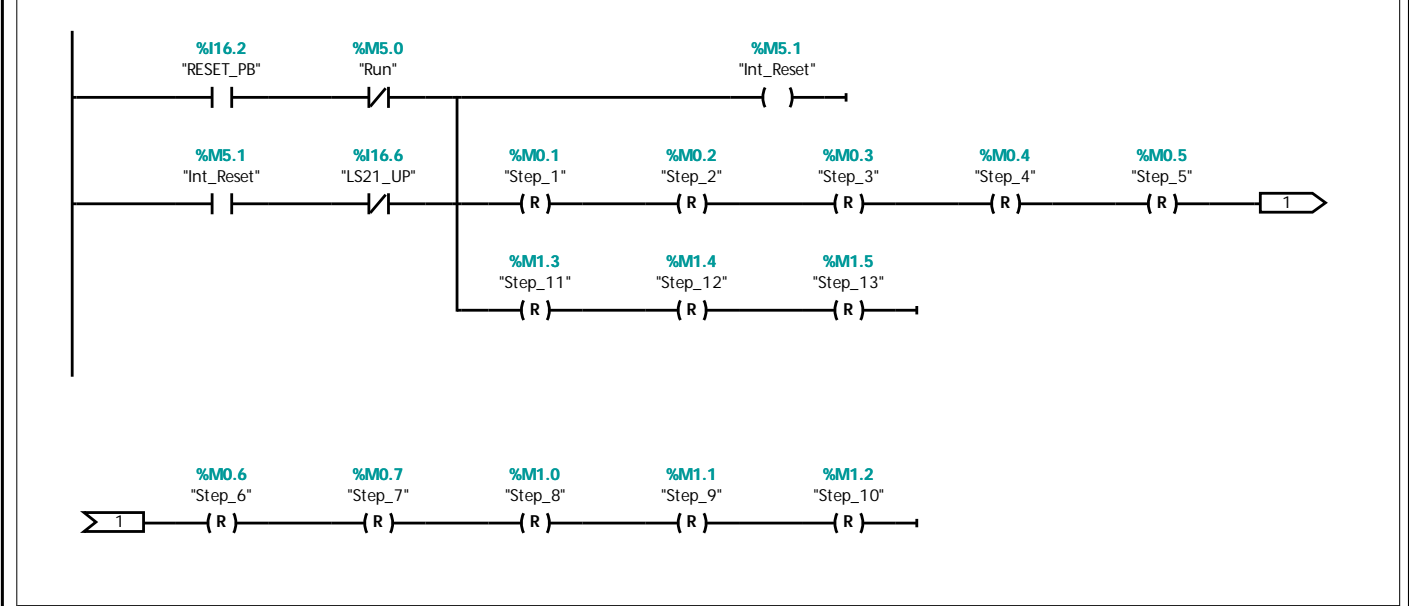 %I16.2 %M5.0 %M5.1
"RESET_PB" "Run" "Int_Reset"
%M5.1 %I16.6 %M0.1 %M0.2 %M0.3 %M0.4 %M0.5
"Int_Reset" "LS21_UP" "Step_1" "Step_2" "Step_3" "Step_4" "Step_5"
R R R R R 1
%M1.3 %M1.4 %M1.5
"Step_11" "Step_12" "Step_13"
R R R
%M0.6 %M0.7 %M1.0 %M1.1 %M1.2
"Step_6" "Step_7" "Step_8" "Step_9" "Step_10"
1 R R R R R